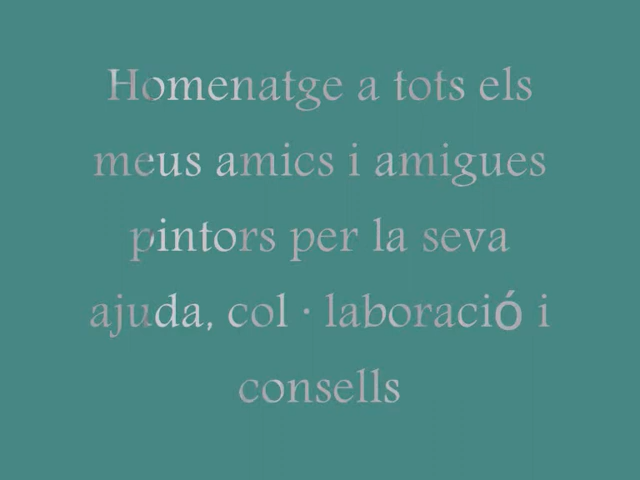 Homenatge a tots els
meus amics i amigues
pintors per la seva
ajuda, col · laboració i
consells